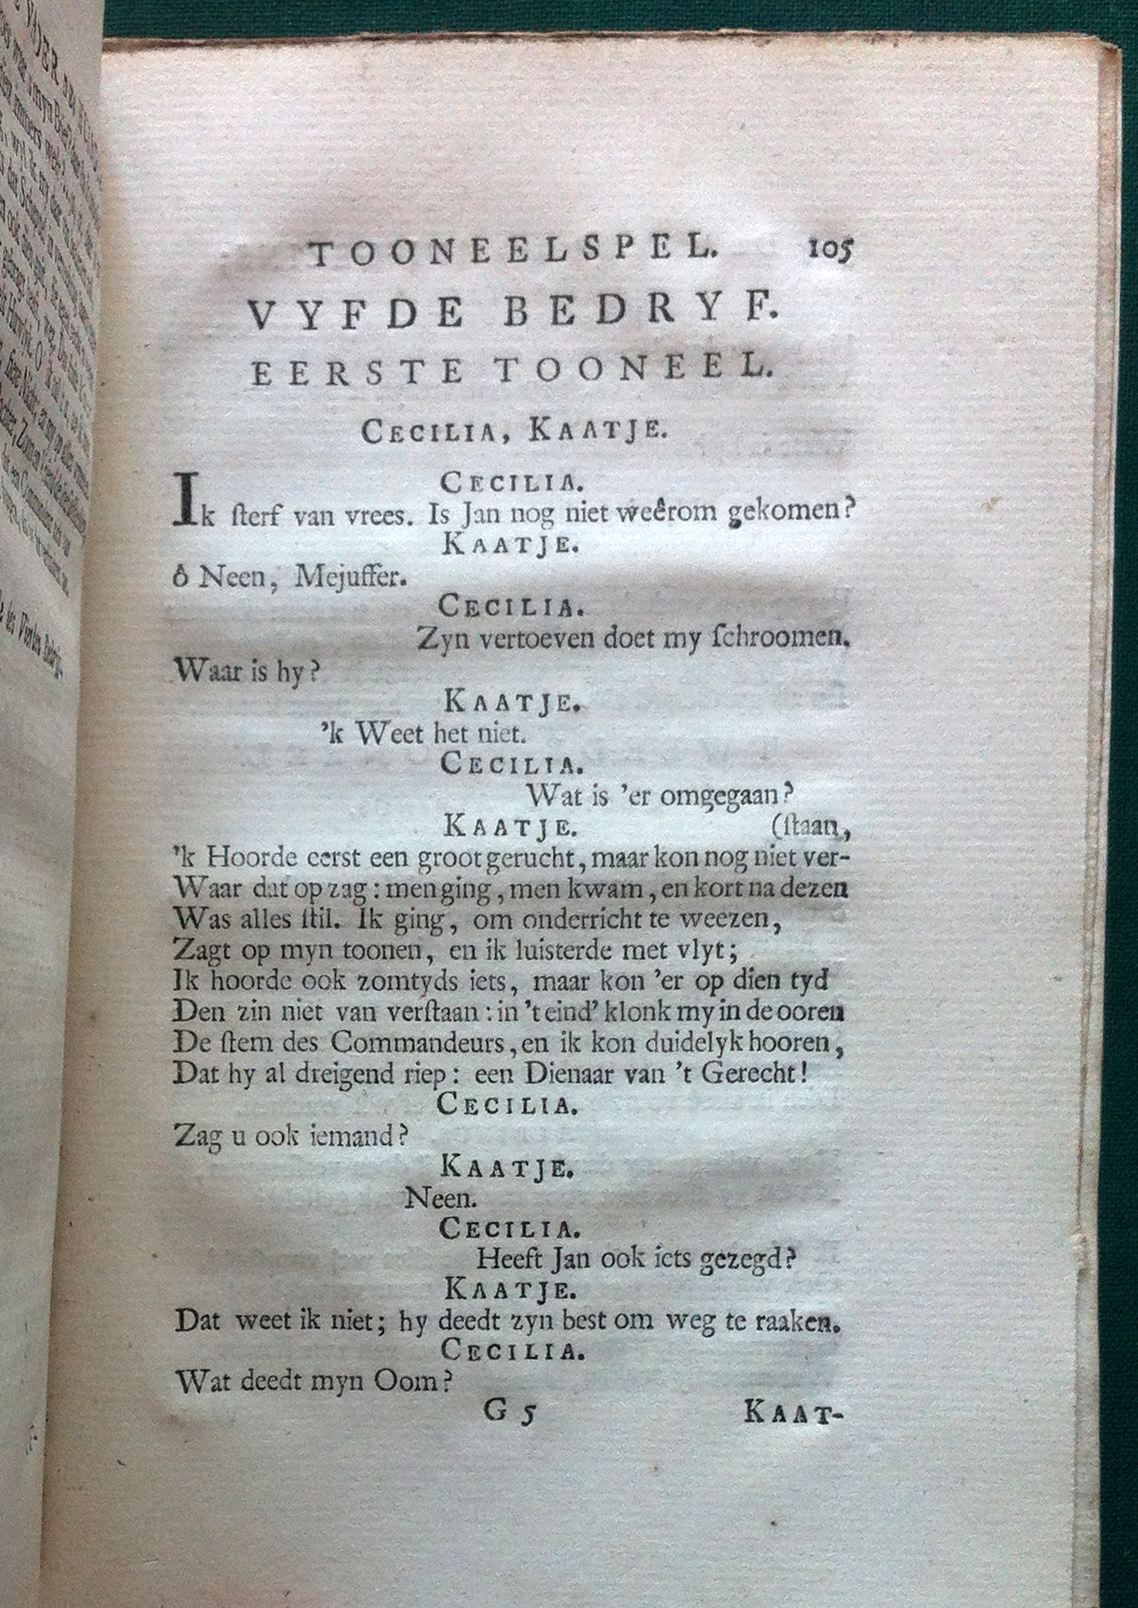 TOONEELSPEL. 105
VYFDE BEDRYF.
EERSTE TOONEEL.
CECILIA, KAATJE.
CECILIA.
Ik sterf van vrees. Is Jan nog niet weêrom gekomen?
KAATJE.
ô Neen, Mejuffer.
CECILIA.
Zyn vertoeven doet my schroomen.
Waar is hy?
KAATJE.
'k Weet het niet.
CECILIA.
Wat is 'er omgegaan?
KAATJE. (staan,
'k Hoorde eerst een groot gerucht, maar kon nog niet ver-
Waar dat op zag: men ging, men kwam, en kort na dezen
Was alles stil. Ik ging, om onderricht te weezen,
Zagt op myn toonen, en ik luisterde met vlyt;
Ik hoorde ook zomtyds iets, maar kon 'er op dien tyd
Den zin niet van verstaan: in 't eind' klonk my in de ooren
De stem des Commandeurs, en ik kon duidelyk hooren,
Dat hy al dreigend riep: een Dienaar van 't Gerecht!
CECILIA.
Zag u ook iemand?
KAATJE.
Neen.
CECILIA.
Heeft Jan ook iets gezegd?
KAATJE.
Dat weet ik niet; hy deedt zyn best om weg te raaken.
CECILIA.
Wat deedt myn Oom?
G 5 KAAT-